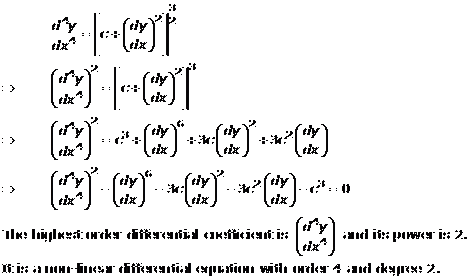 d⁴y/dx⁴ = [c + (dy/dx)²]^(3/2)
⇒ (d⁴y/dx⁴)² = [c + (dy/dx)²]³
⇒ (d⁴y/dx⁴)² = c³ + (dy/dx)⁶ + 3c(dy/dx)² + 3c²(dy/dx)
⇒ (d⁴y/dx⁴)² - (dy/dx)⁶ - 3c(dy/dx)² - 3c²(dy/dx) - c³ = 0
The highest order differential coefficient is (d⁴y/dx⁴) and its power is 2.
It is a non-linear differential equation with order 4 and degree 2.